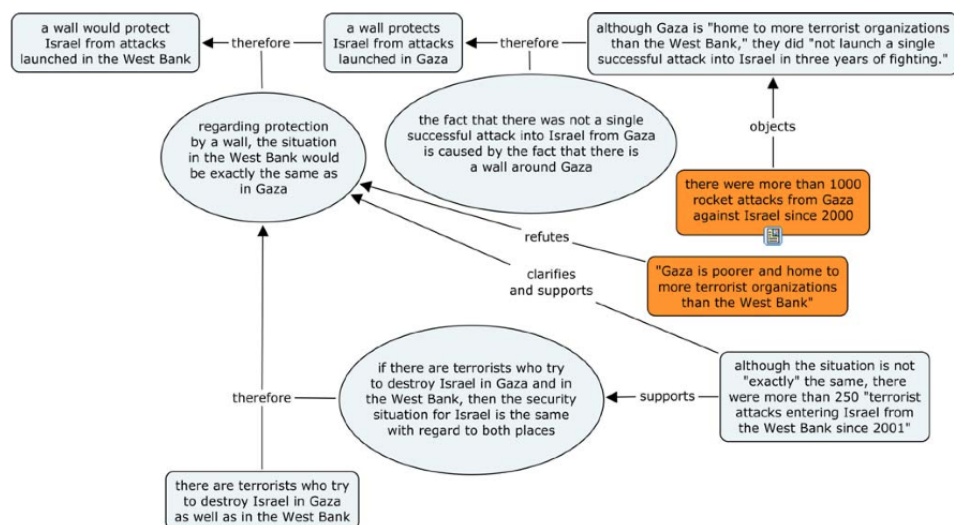 a wall would protect
Israel from attacks
launched in the West Bank
therefore
a wall protects
Israel from attacks
launched in Gaza
therefore
although Gaza is "home to more terrorist organizations
than the West Bank," they did "not launch a single
successful attack into Israel in three years of fighting."
regarding protection
by a wall, the situation
in the West Bank would
be exactly the same as
in Gaza
the fact that there was not a single
successful attack into Israel from Gaza
is caused by the fact that there is
a wall around Gaza
objects
there were more than 1000
rocket attacks from Gaza
against Israel since 2000
refutes
"Gaza is poorer and home to
more terrorist organizations
than the West Bank"
clarifies
and supports
if there are terrorists who try
to destroy Israel in Gaza and in
the West Bank, then the security
situation for Israel is the same
with regard to both places
therefore
supports
although the situation is not
"exactly" the same, there
were more than 250 "terrorist
attacks entering Israel from
the West Bank since 2001"
there are terrorists who try
to destroy Israel in Gaza
as well as in the West Bank